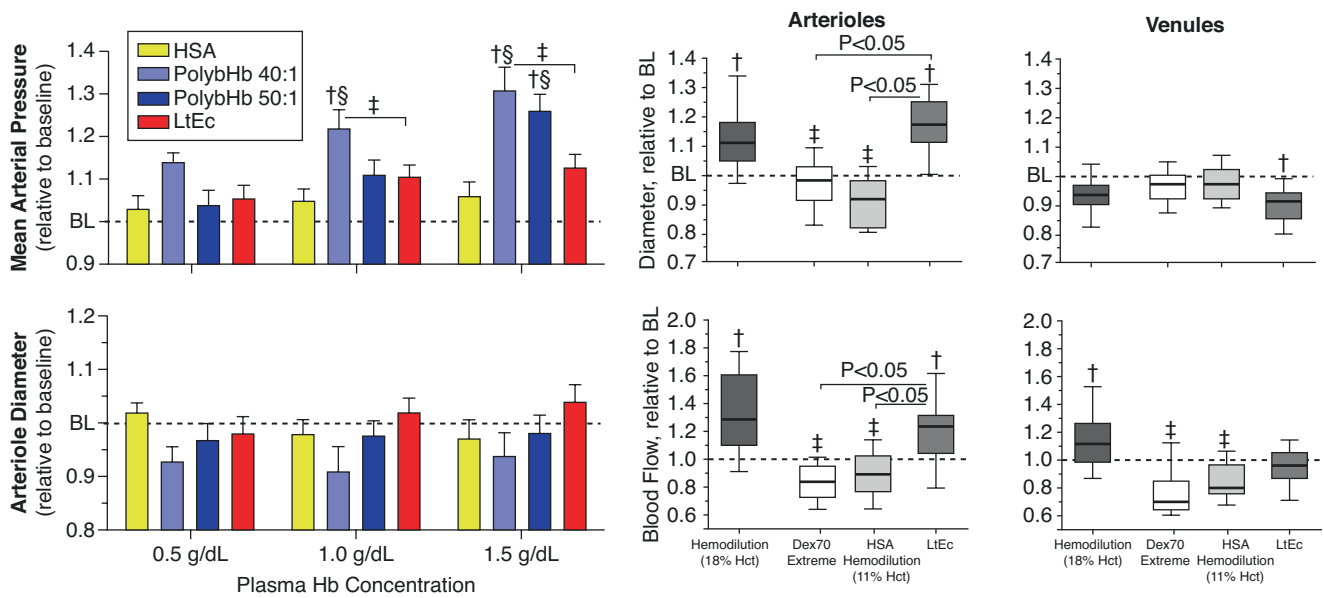 HSA
PolybHb 40:1
PolybHb 50:1
LtEc
Mean Arterial Pressure
(relative to baseline)
1.4
1.3
1.2
1.1
BL
0.9
†§
‡
†§
‡
†§
Arteriole Diameter
(relative to baseline)
1.2
1.1
BL
0.9
0.8
0.5 g/dL
1.0 g/dL
1.5 g/dL
Plasma Hb Concentration
Arterioles
Diameter, relative to BL
1.4
1.3
1.2
1.1
BL
0.9
0.8
0.7
P<0.05
P<0.05
†
‡
‡
†
Venules
1.4
1.3
1.2
1.1
BL
0.9
0.8
0.7
†
Blood Flow, relative to BL
2.0
1.8
1.6
1.4
1.2
1.0
0.8
0.6
P<0.05
P<0.05
†
‡
‡
†
Hemodilution
(18% Hct)
Dex70
Extreme
HSA
Hemodilution
(11% Hct)
LtEc
2.0
1.8
1.6
1.4
1.2
1.0
0.8
0.6
†
‡
‡
Hemodilution
(18% Hct)
Dex70
Extreme
HSA
Hemodilution
(11% Hct)
LtEc